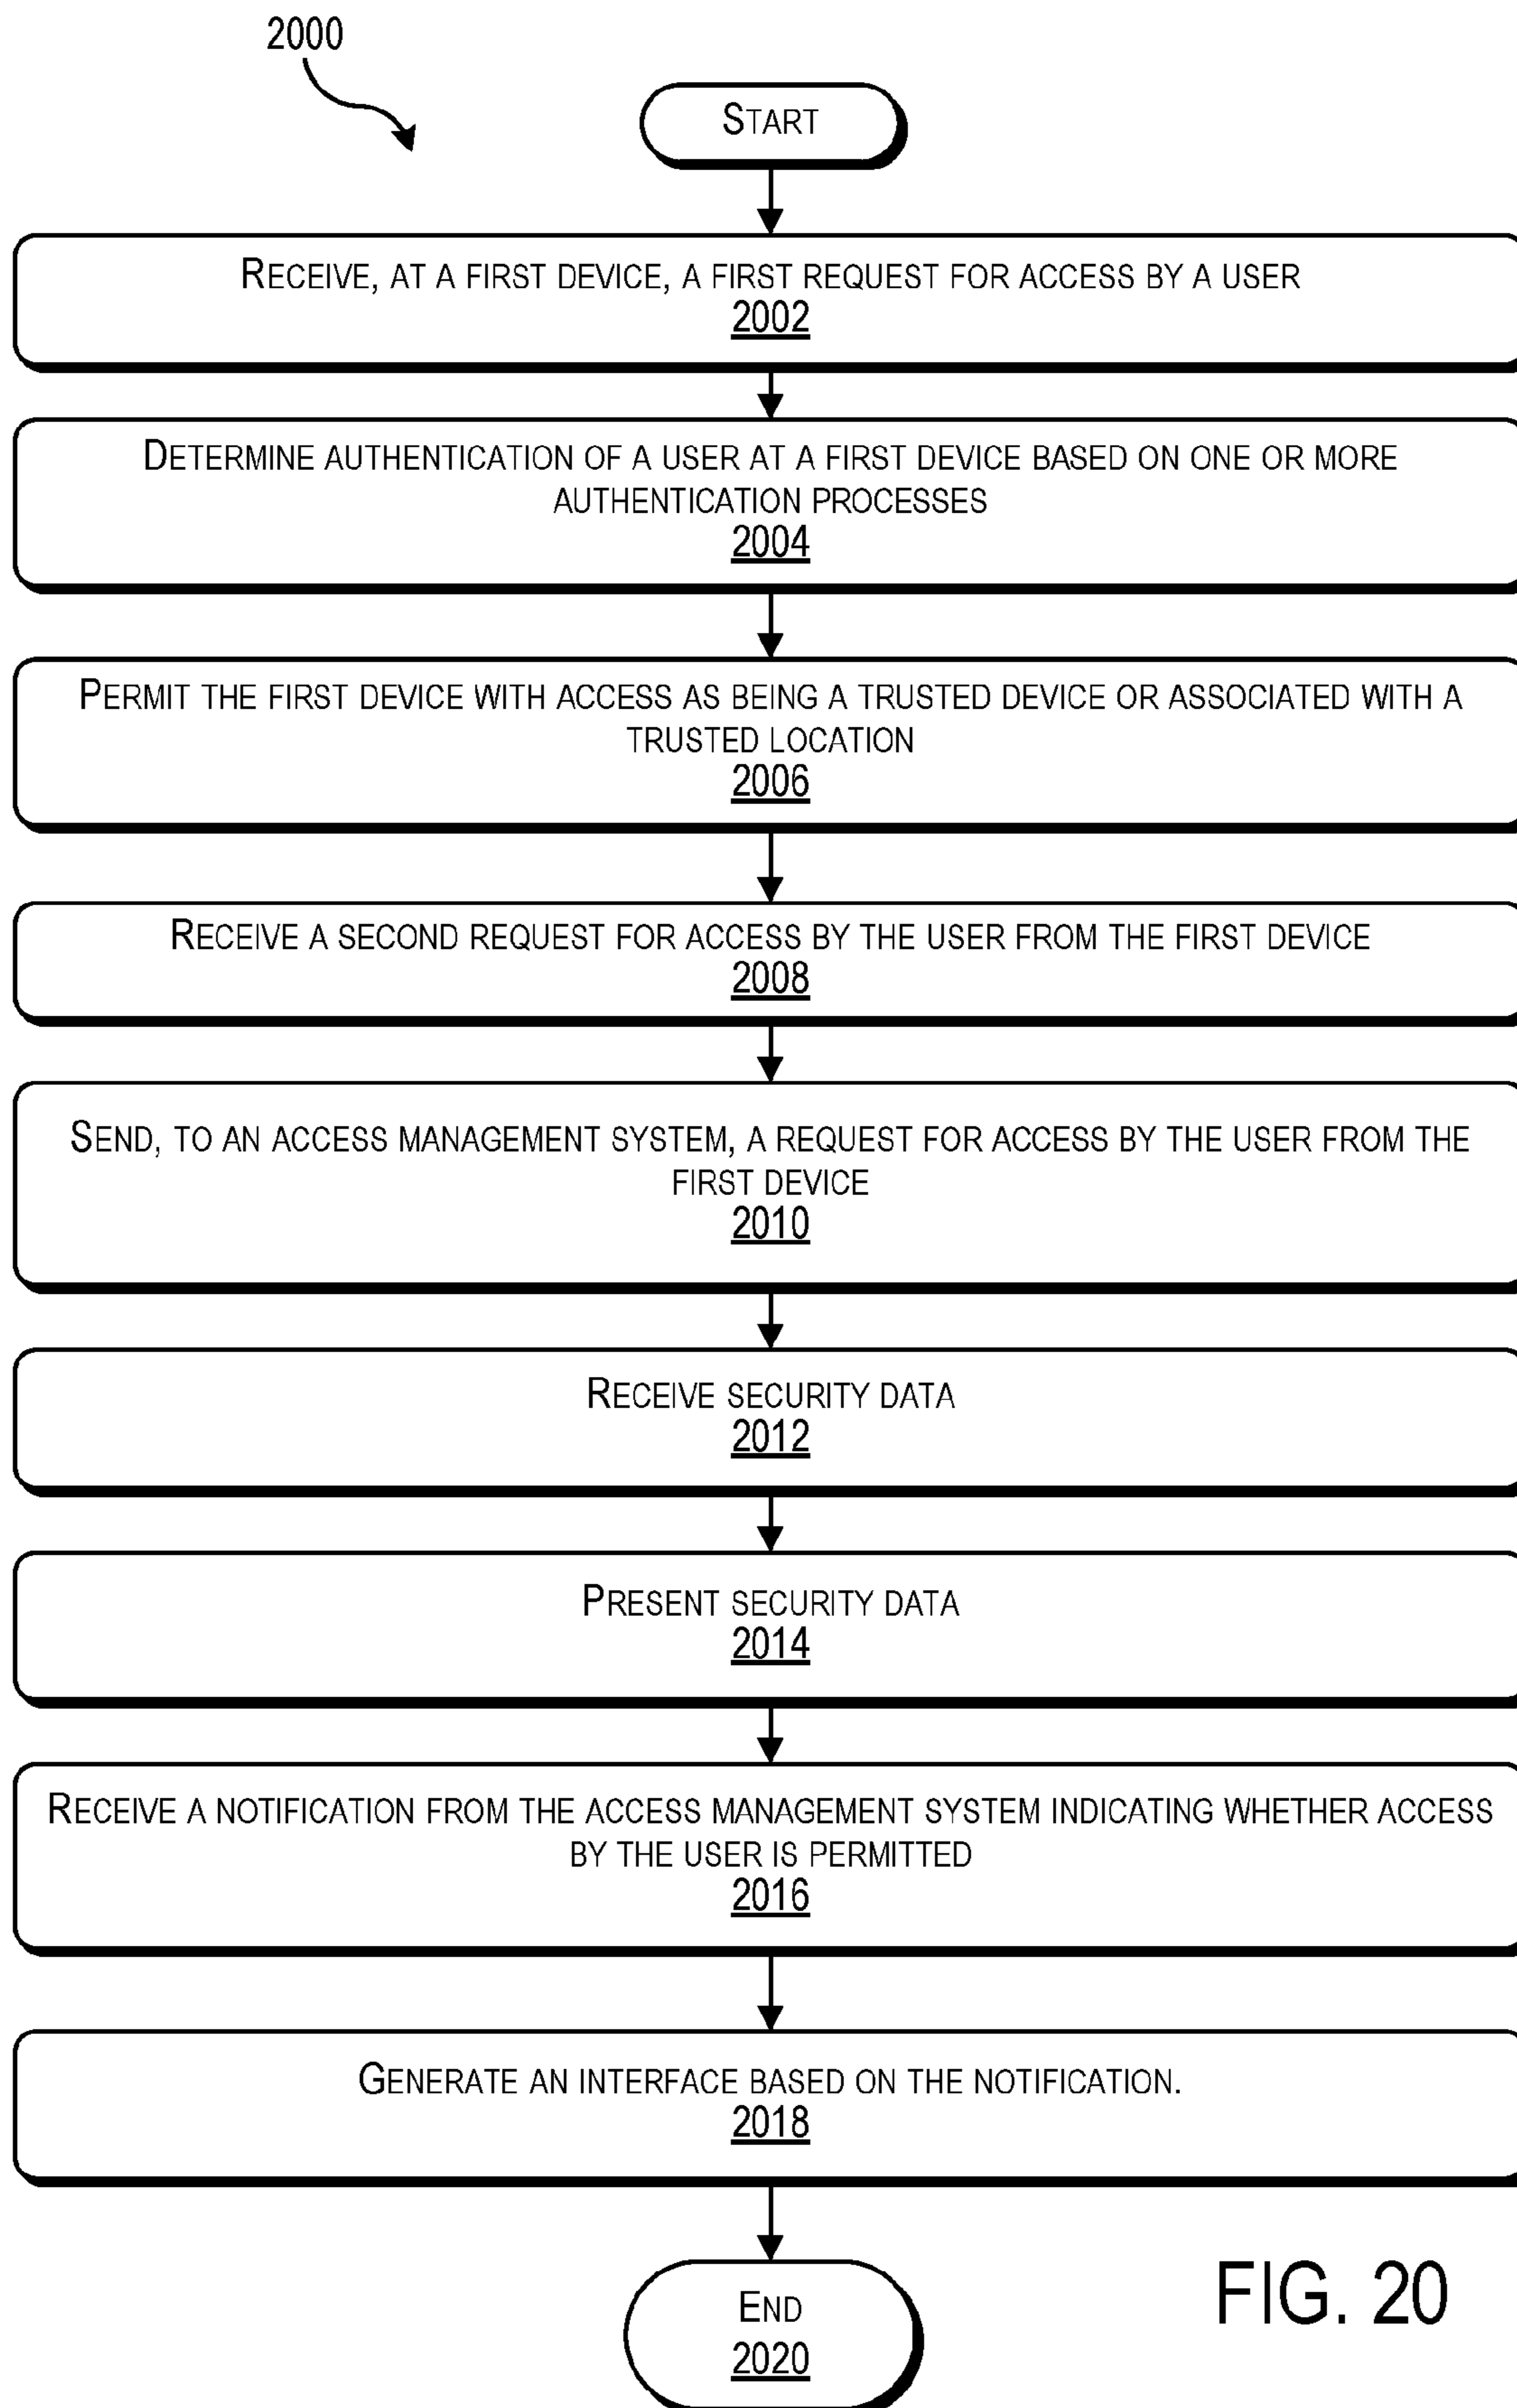 2000
START
RECEIVE, AT A FIRST DEVICE, A FIRST REQUEST FOR ACCESS BY A USER
2002
DETERMINE AUTHENTICATION OF A USER AT A FIRST DEVICE BASED ON ONE OR MORE
AUTHENTICATION PROCESSES
2004
PERMIT THE FIRST DEVICE WITH ACCESS AS BEING A TRUSTED DEVICE OR ASSOCIATED WITH A
TRUSTED LOCATION
2006
RECEIVE A SECOND REQUEST FOR ACCESS BY THE USER FROM THE FIRST DEVICE
2008
SEND, TO AN ACCESS MANAGEMENT SYSTEM, A REQUEST FOR ACCESS BY THE USER FROM THE
FIRST DEVICE
2010
RECEIVE SECURITY DATA
2012
PRESENT SECURITY DATA
2014
RECEIVE A NOTIFICATION FROM THE ACCESS MANAGEMENT SYSTEM INDICATING WHETHER ACCESS
BY THE USER IS PERMITTED
2016
GENERATE AN INTERFACE BASED ON THE NOTIFICATION.
2018
END
2020
FIG. 20